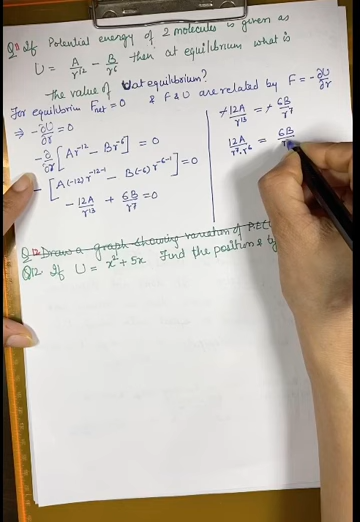 Q11 If Potential energy of 2 molecules is given as
U = A/r¹² - B/r⁶ then at equilibrium what is
the value of U at equilibrium?
For equilibrium Fnet = 0 & F & U are related by F = -∂U/∂r
⇒ -∂U/∂r = 0
-∂/∂r [Ar⁻¹² - Br⁻⁶] = 0
-[A(-12)r⁻¹²⁻¹ - B(-6)r⁻⁶⁻¹] = 0
-12A/r¹³ + 6B/r⁷ = 0
+12A/r¹³ = +6B/r⁷
12A/r⁷·r⁶ = 6B
Q12 Draw a graph showing variation of
Q12 If U = x² + 5x Find the position &